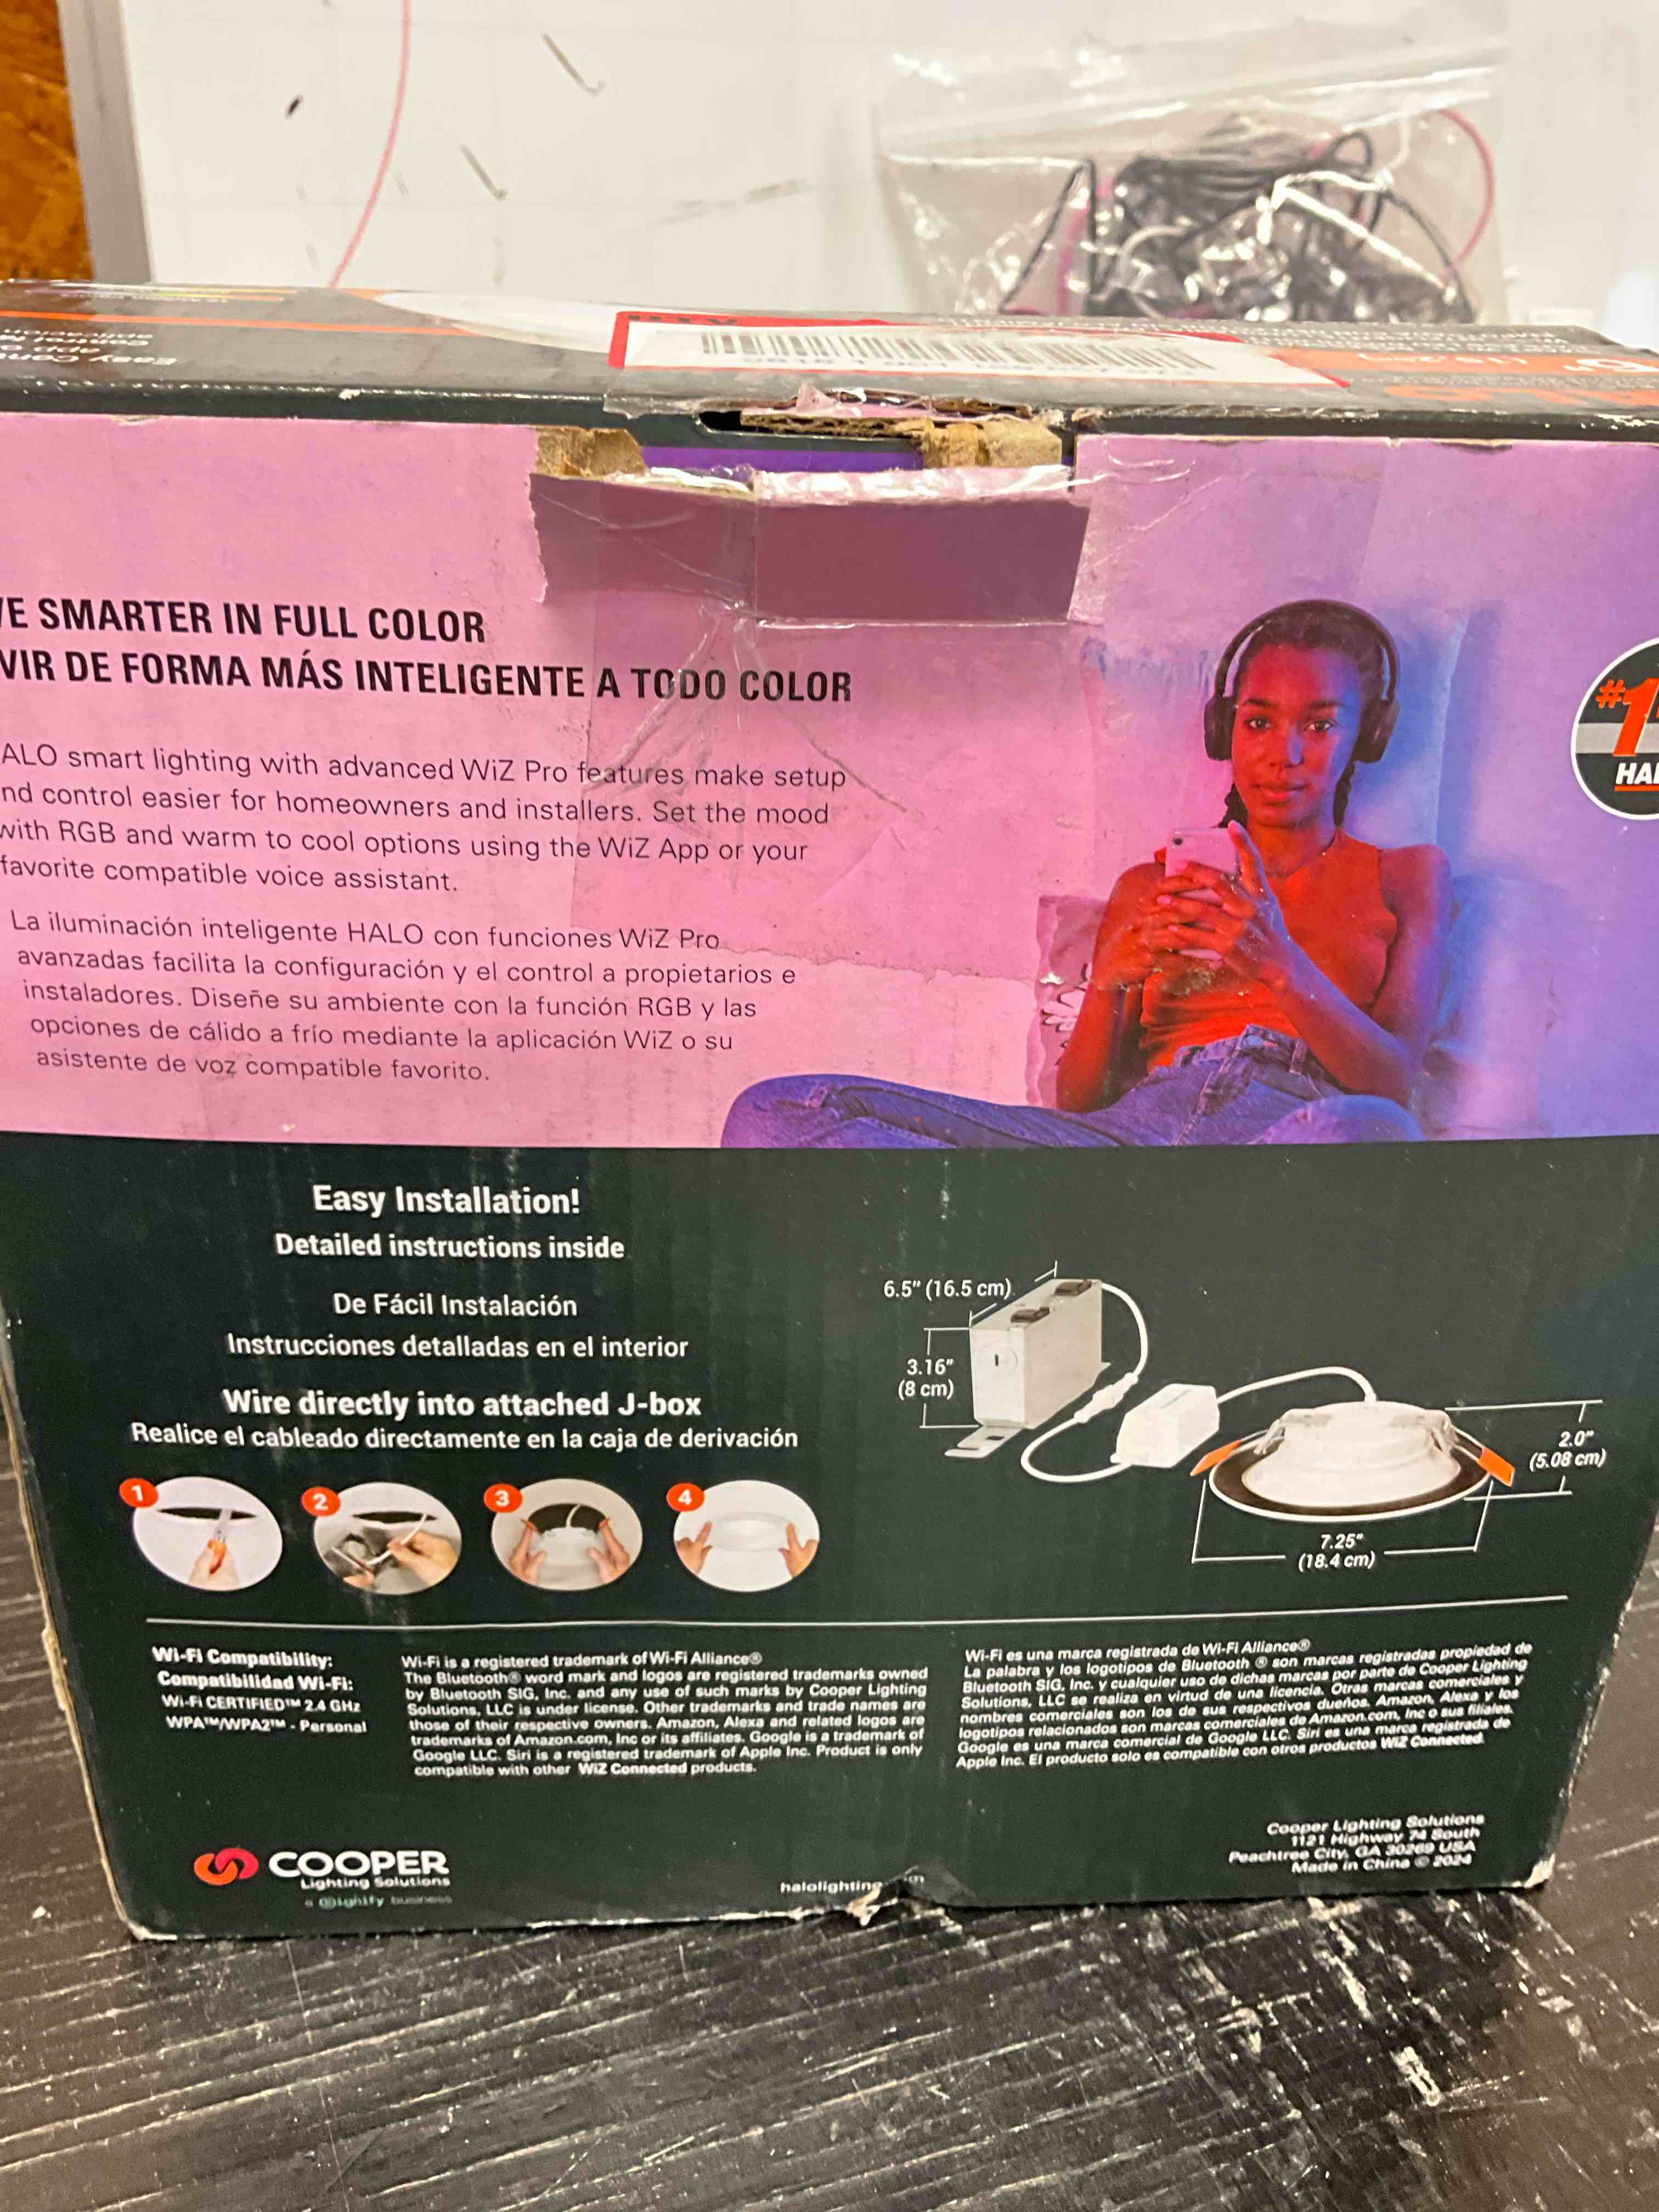 SMARTER IN FULL COLOR
DE FORMA MÁS INTELIGENTE A TODO COLOR
ALO smart lighting with advanced WiZ Pro features make setup
nd control easier for homeowners and installers. Set the mood
with RGB and warm to cool options using the WiZ App or your
favorite compatible voice assistant.
La iluminación inteligente HALO con funciones WiZ Pro
avanzadas facilita la configuración y el control a propietarios e
instaladores. Diseñe su ambiente con la función RGB y las
opciones de cálido a frío mediante la aplicación WiZ o su
asistente de voz compatible favorito.
#1
HA
Easy Installation!
Detailed instructions inside
De Fácil Instalación
Instrucciones detalladas en el interior
Wire directly into attached J-box
Realice el cableado directamente en la caja de derivación
1
2
3
4
6.5" (16.5 cm)
3.16"
(8 cm)
2.0"
(5.08 cm)
7.25"
(18.4 cm)
Wi-Fi Compatibility:
Compatibilidad Wi-Fi:
Wi-Fi CERTIFIED™ 2.4 GHz
WPA™/WPA2™ - Personal
Wi-Fi is a registered trademark of Wi-Fi Alliance®
The Bluetooth® word mark and logos are registered trademarks owned
by Bluetooth SIG, Inc. and any use of such marks by Cooper Lighting
Solutions, LLC is under license. Other trademarks and trade names are
those of their respective owners. Amazon, Alexa and related logos are
trademarks of Amazon.com, Inc or its affiliates. Google is a trademark of
Google LLC. Siri is a registered trademark of Apple Inc. Product is only
compatible with other WiZ Connected products.
Wi-Fi es una marca registrada de Wi-Fi Alliance®
La palabra y los logotipos de Bluetooth ® son marcas registradas propiedad de
Bluetooth SIG, Inc. y cualquier uso de dichas marcas por parte de Cooper Lighting
Solutions, LLC se realiza en virtud de una licencia. Otras marcas comerciales y
nombres comerciales son los de sus respectivos dueños. Amazon, Alexa y los
logotipos relacionados son marcas comerciales de Amazon.com, Inc o sus filiales.
Google es una marca comercial de Google LLC. Siri es una marca registrada de
Apple Inc. El producto solo es compatible con otros productos WiZ Connected.
COOPER
Lighting Solutions
a Signify business
halolighting
Cooper Lighting Solutions
1121 Highway 74 South
Peachtree City, GA 30269 USA
Made in China © 2024